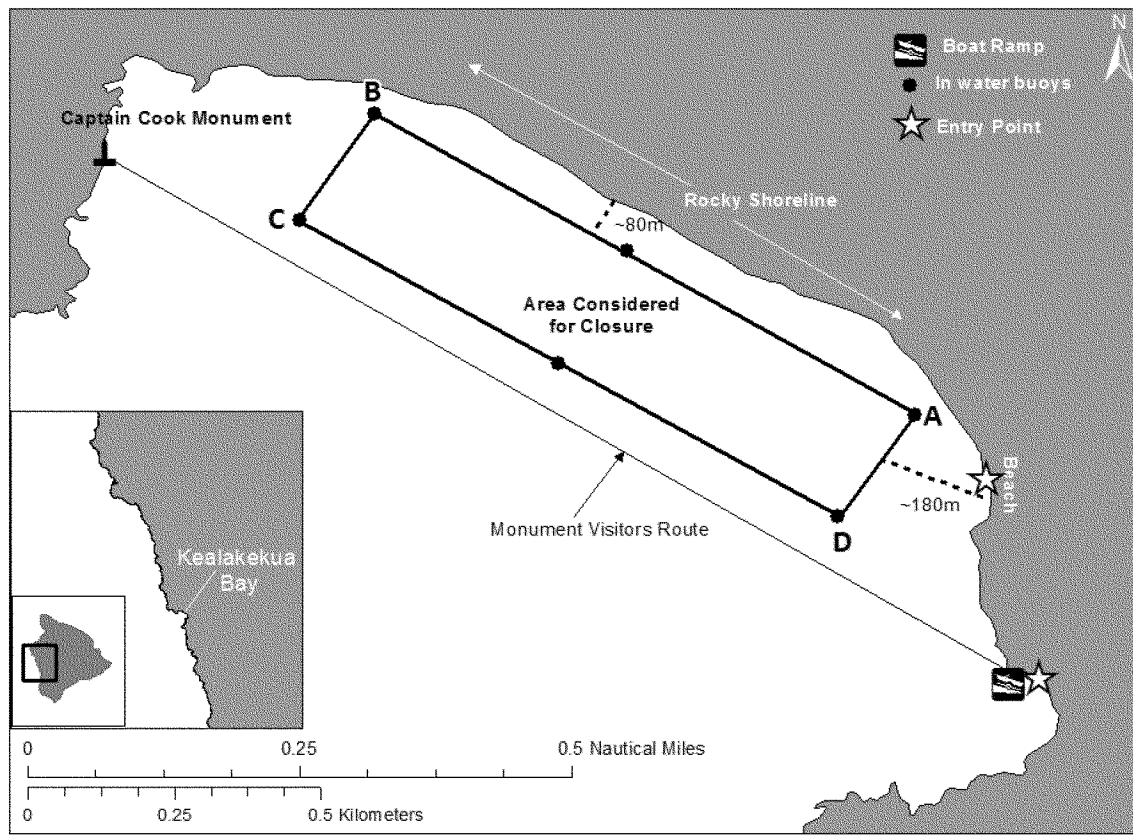 N
Boat Ramp
In water buoys
Entry Point
B
Captain Cook Monument
Rocky Shoreline
C
~80m
Area Considered
for Closure
A
Beach
~180m
D
Monument Visitors Route
Kealakekua
Bay
0 0.25 0.5 Nautical Miles
0 0.25 0.5 Kilometers